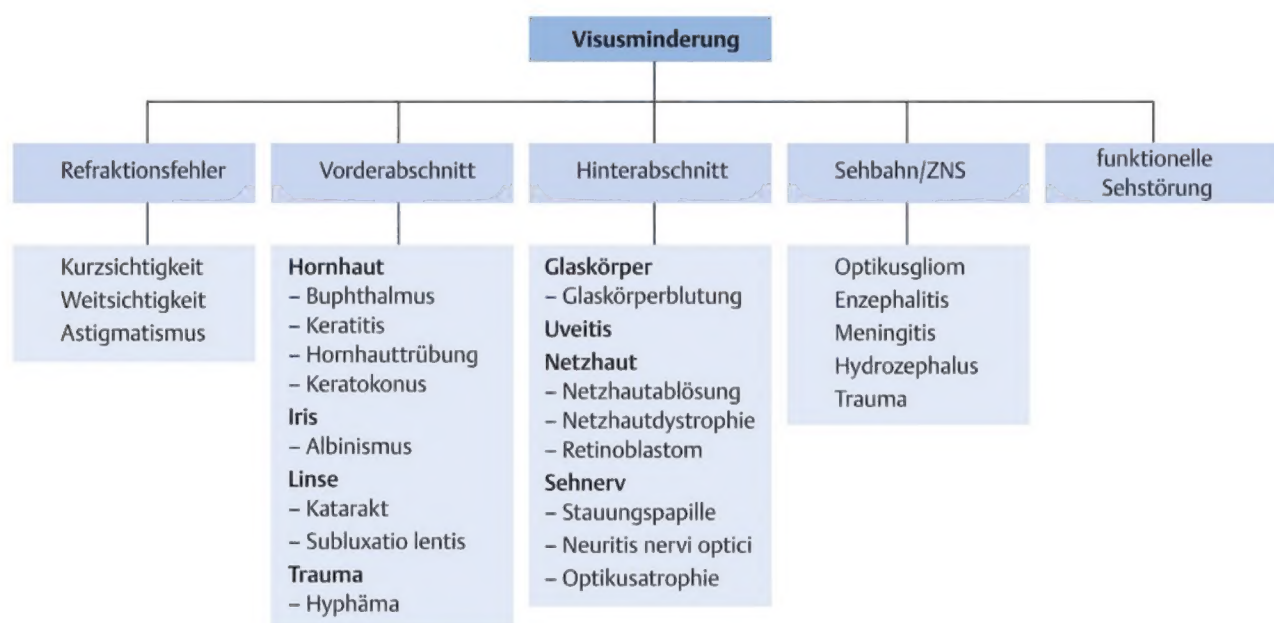 Visusminderung
Refraktionsfehler
Kurzsichtigkeit
Weitsichtigkeit
Astigmatismus
Vorderabschnitt
Hornhaut
– Buphthalmus
– Keratitis
– Hornhauttrübung
– Keratokonus
Iris
– Albinismus
Linse
– Katarakt
– Subluxatio lentis
Trauma
– Hyphäma
Hinterabschnitt
Glaskörper
– Glaskörperblutung
Uveitis
Netzhaut
– Netzhautablösung
– Netzhautdystrophie
– Retinoblastom
Sehnerv
– Stauungspapille
– Neuritis nervi optici
– Optikusatrophie
Sehbahn/ZNS
Optikusgliom
Enzephalitis
Meningitis
Hydrozephalus
Trauma
funktionelle
Sehstörung